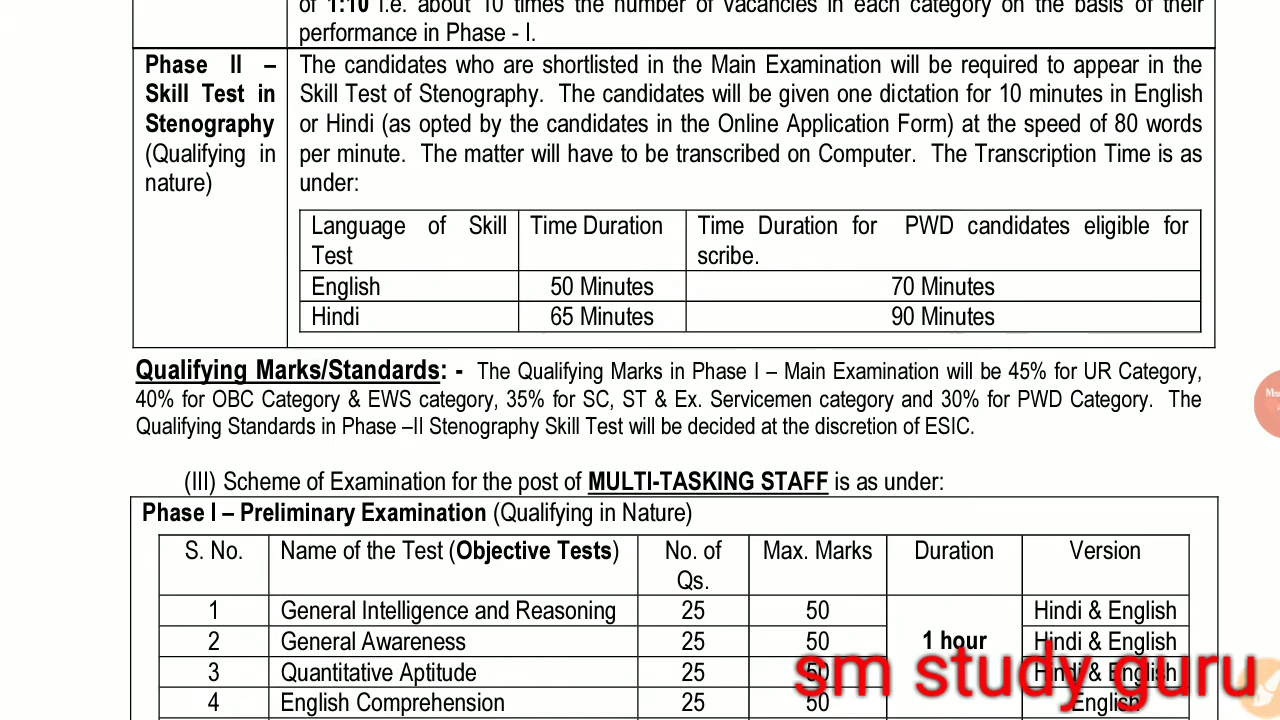 of 1:10 i.e. about 10 times the number of vacancies in each category on the basis of their
performance in Phase - I.
Phase II –
Skill Test in
Stenography
(Qualifying in
nature)
The candidates who are shortlisted in the Main Examination will be required to appear in the
Skill Test of Stenography. The candidates will be given one dictation for 10 minutes in English
or Hindi (as opted by the candidates in the Online Application Form) at the speed of 80 words
per minute. The matter will have to be transcribed on Computer. The Transcription Time is as
under:
Language of Skill Test | Time Duration | Time Duration for PWD candidates eligible for scribe.
English | 50 Minutes | 70 Minutes
Hindi | 65 Minutes | 90 Minutes
Qualifying Marks/Standards: - The Qualifying Marks in Phase I – Main Examination will be 45% for UR Category,
40% for OBC Category & EWS category, 35% for SC, ST & Ex. Servicemen category and 30% for PWD Category. The
Qualifying Standards in Phase –II Stenography Skill Test will be decided at the discretion of ESIC.
(III) Scheme of Examination for the post of MULTI-TASKING STAFF is as under:
Phase I – Preliminary Examination (Qualifying in Nature)
S. No. | Name of the Test (Objective Tests) | No. of Qs. | Max. Marks | Duration | Version
1 | General Intelligence and Reasoning | 25 | 50 | 1 hour | Hindi & English
2 | General Awareness | 25 | 50 | Hindi & English
3 | Quantitative Aptitude | 25 | 50 | Hindi & English
4 | English Comprehension | 25 | 50 | English
sm study guru